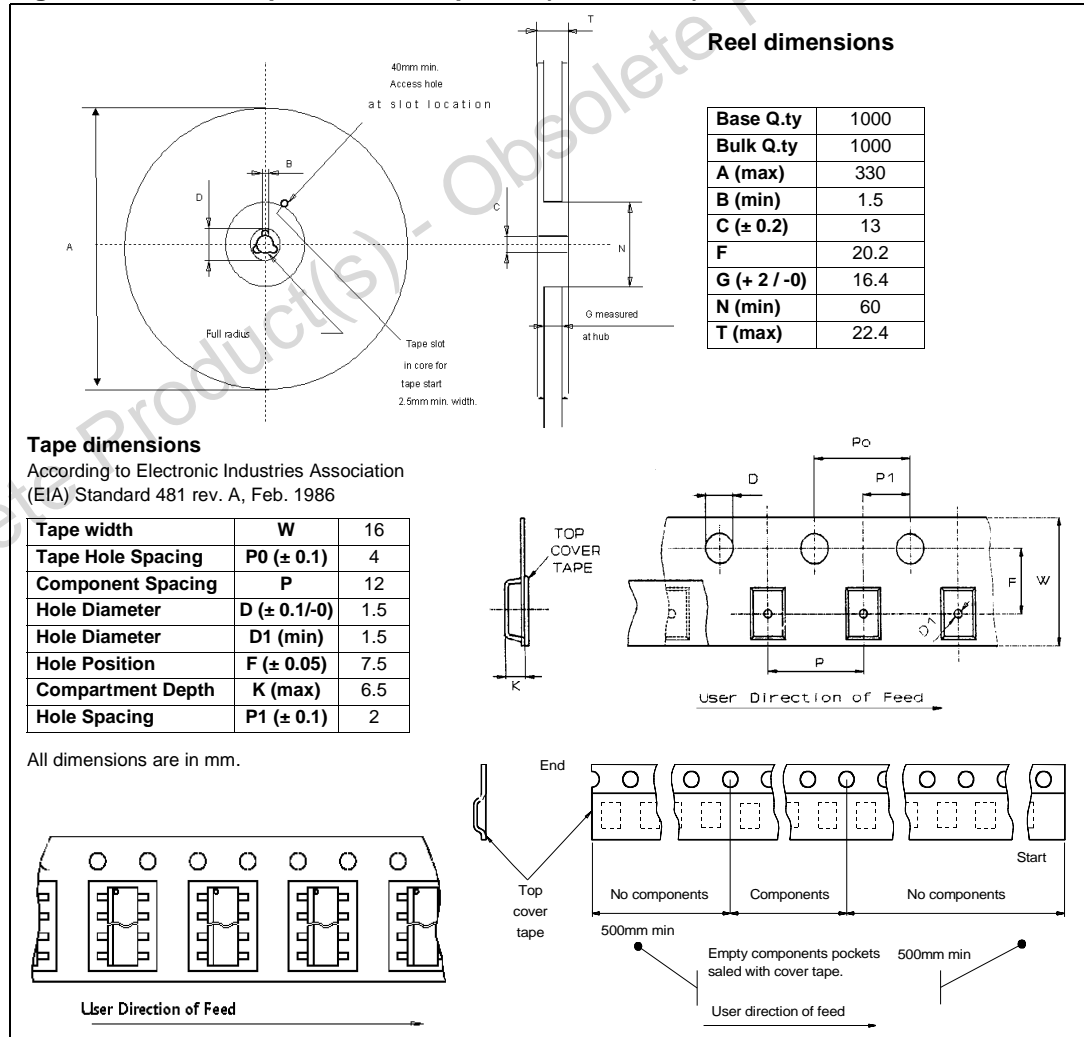 Reel dimensions
T
40mm min.
Access hole
at slot location
B
D
A
C
N
Full radius
Tape slot
in core for
tape start
2.5mm min. width.
G measured
at hub
Base Q.ty 1000
Bulk Q.ty 1000
A (max) 330
B (min) 1.5
C (± 0.2) 13
F 20.2
G (+ 2 / -0) 16.4
N (min) 60
T (max) 22.4
Obsolete Product(s) - Obsolete
Tape dimensions
According to Electronic Industries Association
(EIA) Standard 481 rev. A, Feb. 1986
Tape width W 16
Tape Hole Spacing P0 (± 0.1) 4
Component Spacing P 12
Hole Diameter D (± 0.1/-0) 1.5
Hole Diameter D1 (min) 1.5
Hole Position F (± 0.05) 7.5
Compartment Depth K (max) 6.5
Hole Spacing P1 (± 0.1) 2
All dimensions are in mm.
Po
D
P1
TOP
COVER
TAPE
F
W
D1
P
K
User Direction of Feed
End
Start
Top
cover
tape
No components
Components
No components
500mm min
Empty components pockets
saled with cover tape.
500mm min
User direction of feed
User Direction of Feed